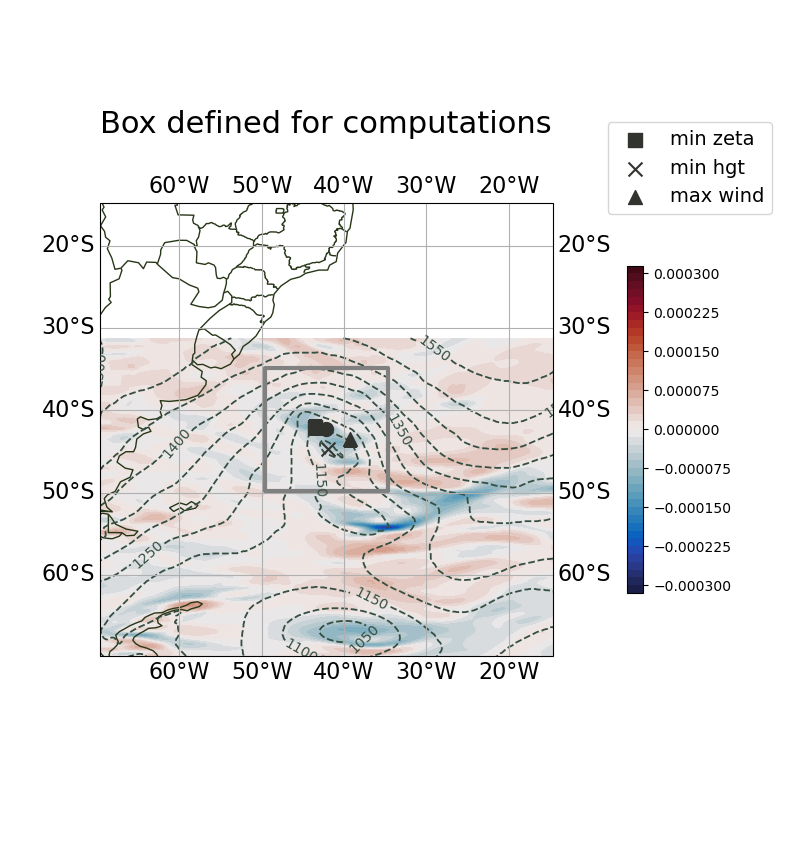 Box defined for computations
min zeta
min hgt
max wind
60°W 50°W 40°W 30°W 20°W
20°S 20°S
30°S 30°S
40°S 40°S
50°S 50°S
60°S 60°S
60°W 50°W 40°W 30°W 20°W
1550
1400
1350
1150
1250
1150
1050
1100
0.000300
0.000225
0.000150
0.000075
0.000000
−0.000075
−0.000150
−0.000225
−0.000300